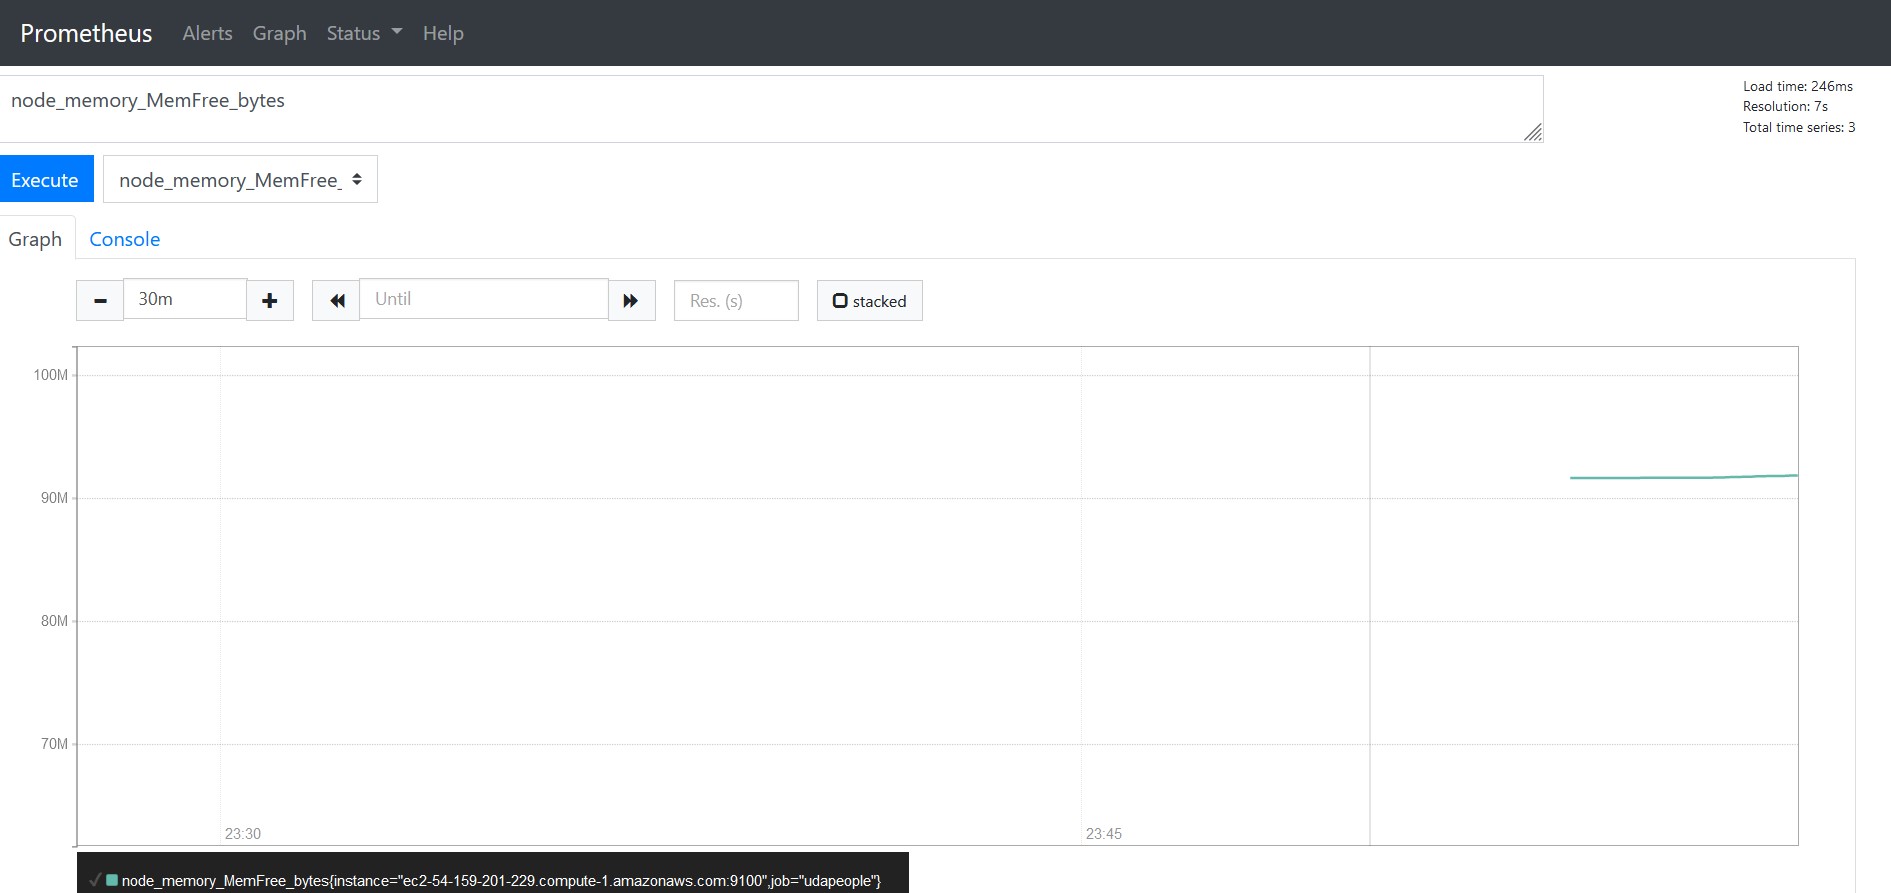 Prometheus Alerts Graph Status Help
node_memory_MemFree_bytes
Load time: 246ms
Resolution: 7s
Total time series: 3
Execute node_memory_MemFree_
Graph Console
30m Until Res. (s) stacked
100M
90M
80M
70M
23:30 23:45
node_memory_MemFree_bytes{instance="ec2-54-159-201-229.compute-1.amazonaws.com:9100",job="udapeople"}